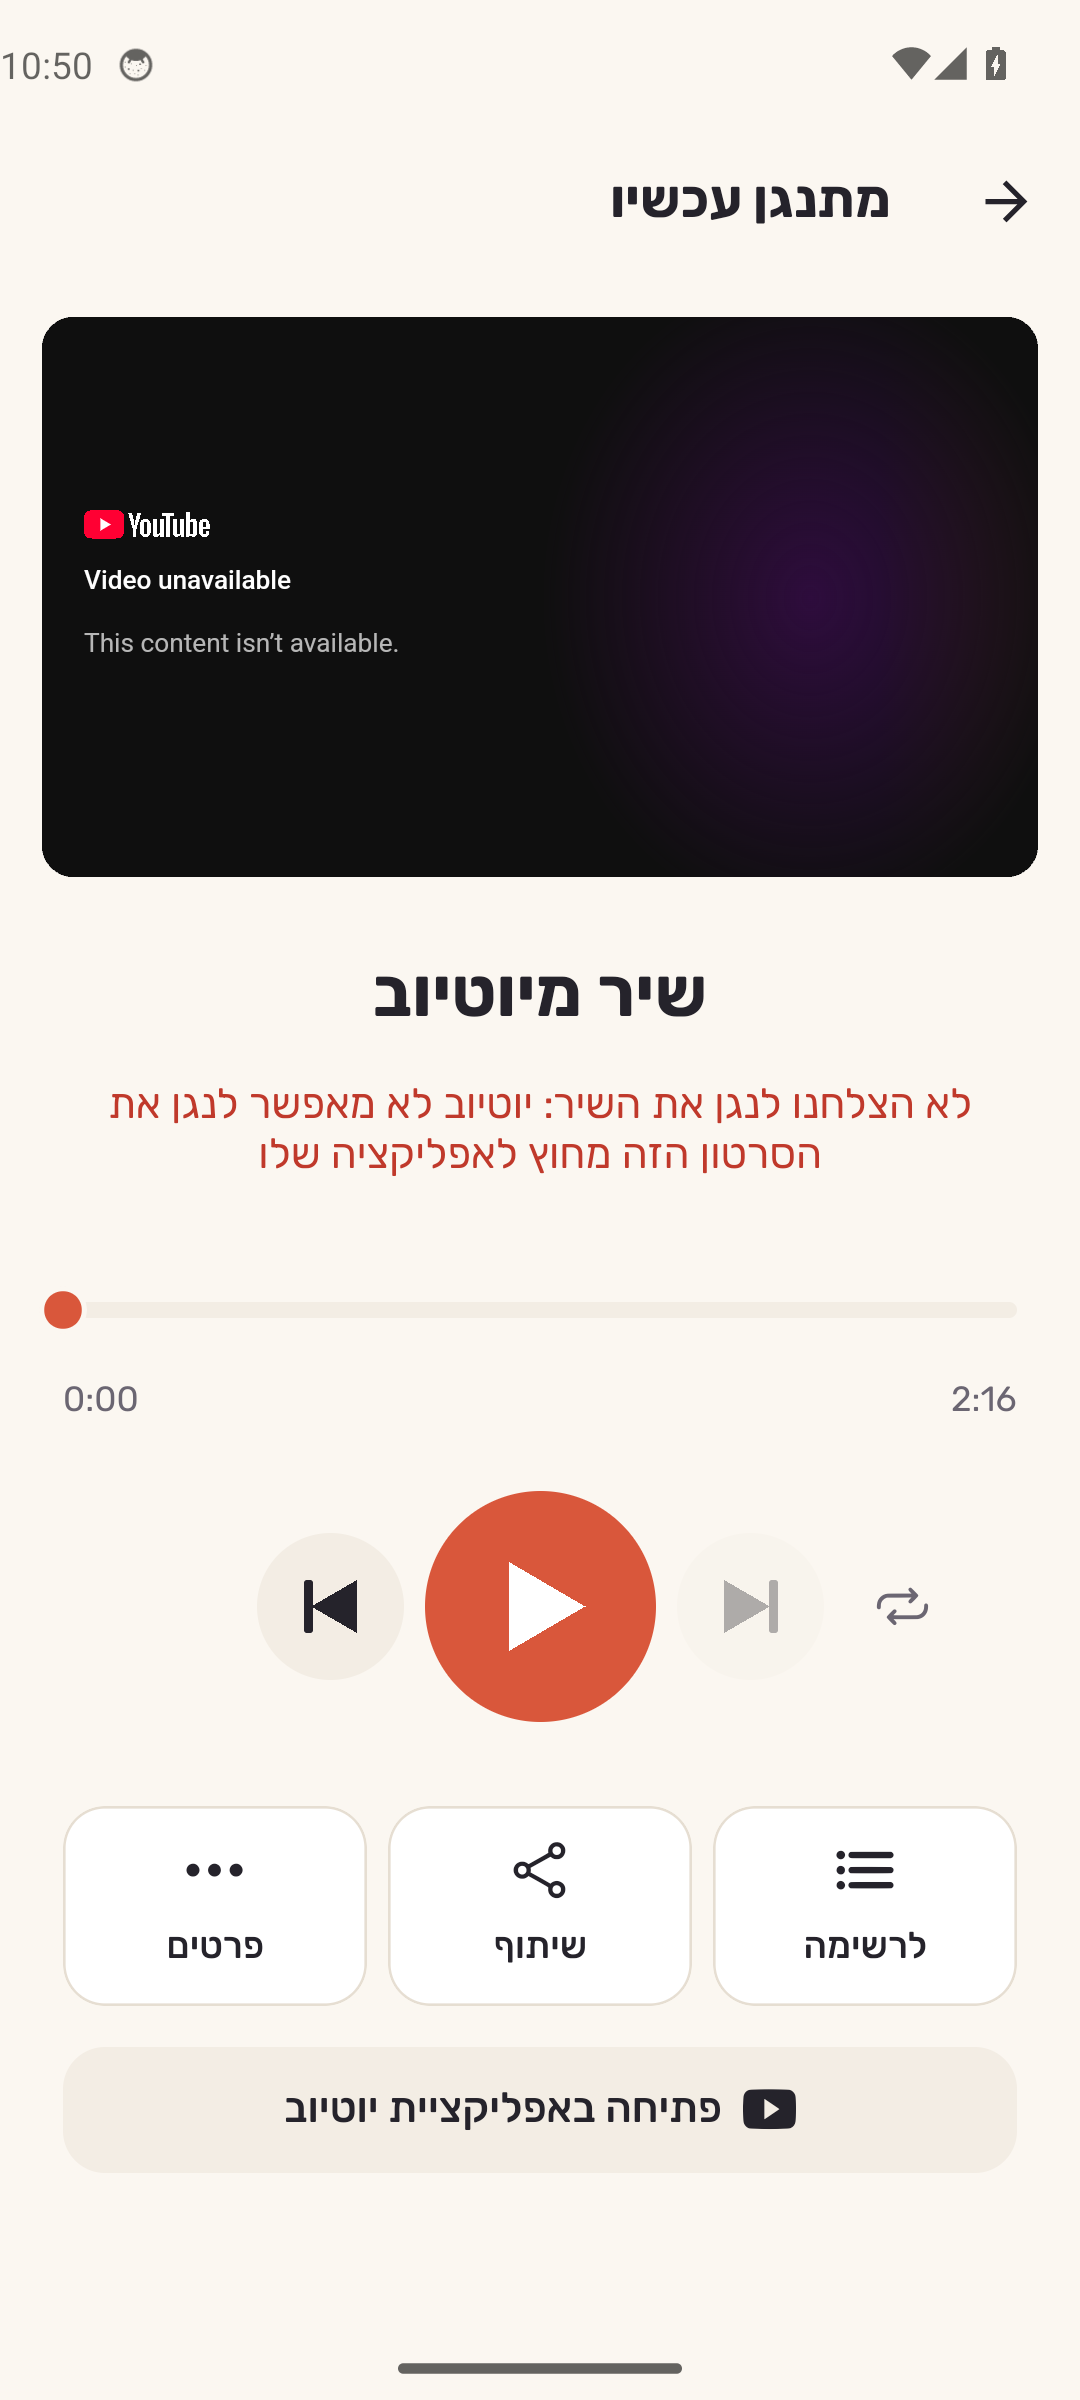 10:50
מתנגן עכשיו
YouTube
Video unavailable
This content isn’t available.
שיר מיוטיוב
לא הצלחנו לנגן את השיר: יוטיוב לא מאפשר לנגן את
הסרטון הזה מחוץ לאפליקציה שלו
0:00
2:16
לרשימה
שיתוף
פרטים
פתיחה באפליקציית יוטיוב